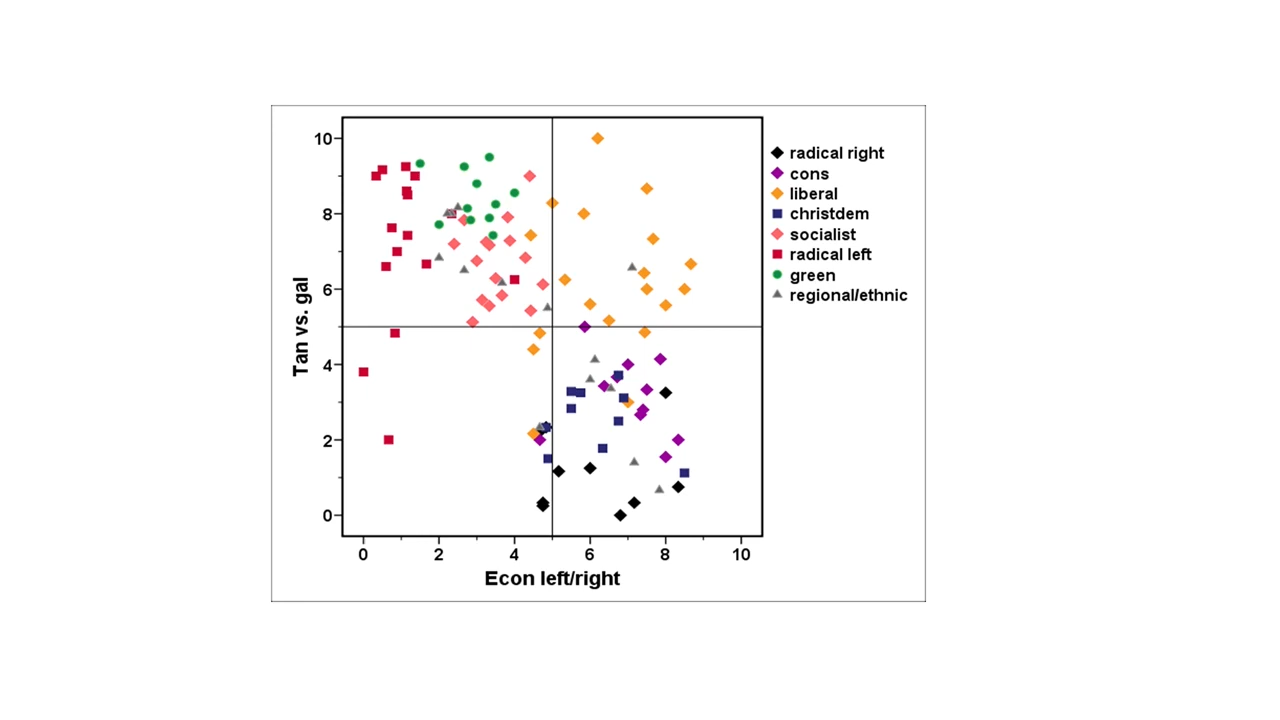 Tan vs. gal
10
8
6
4
2
0
0 2 4 6 8 10
Econ left/right
radical right
cons
liberal
christdem
socialist
radical left
green
regional/ethnic